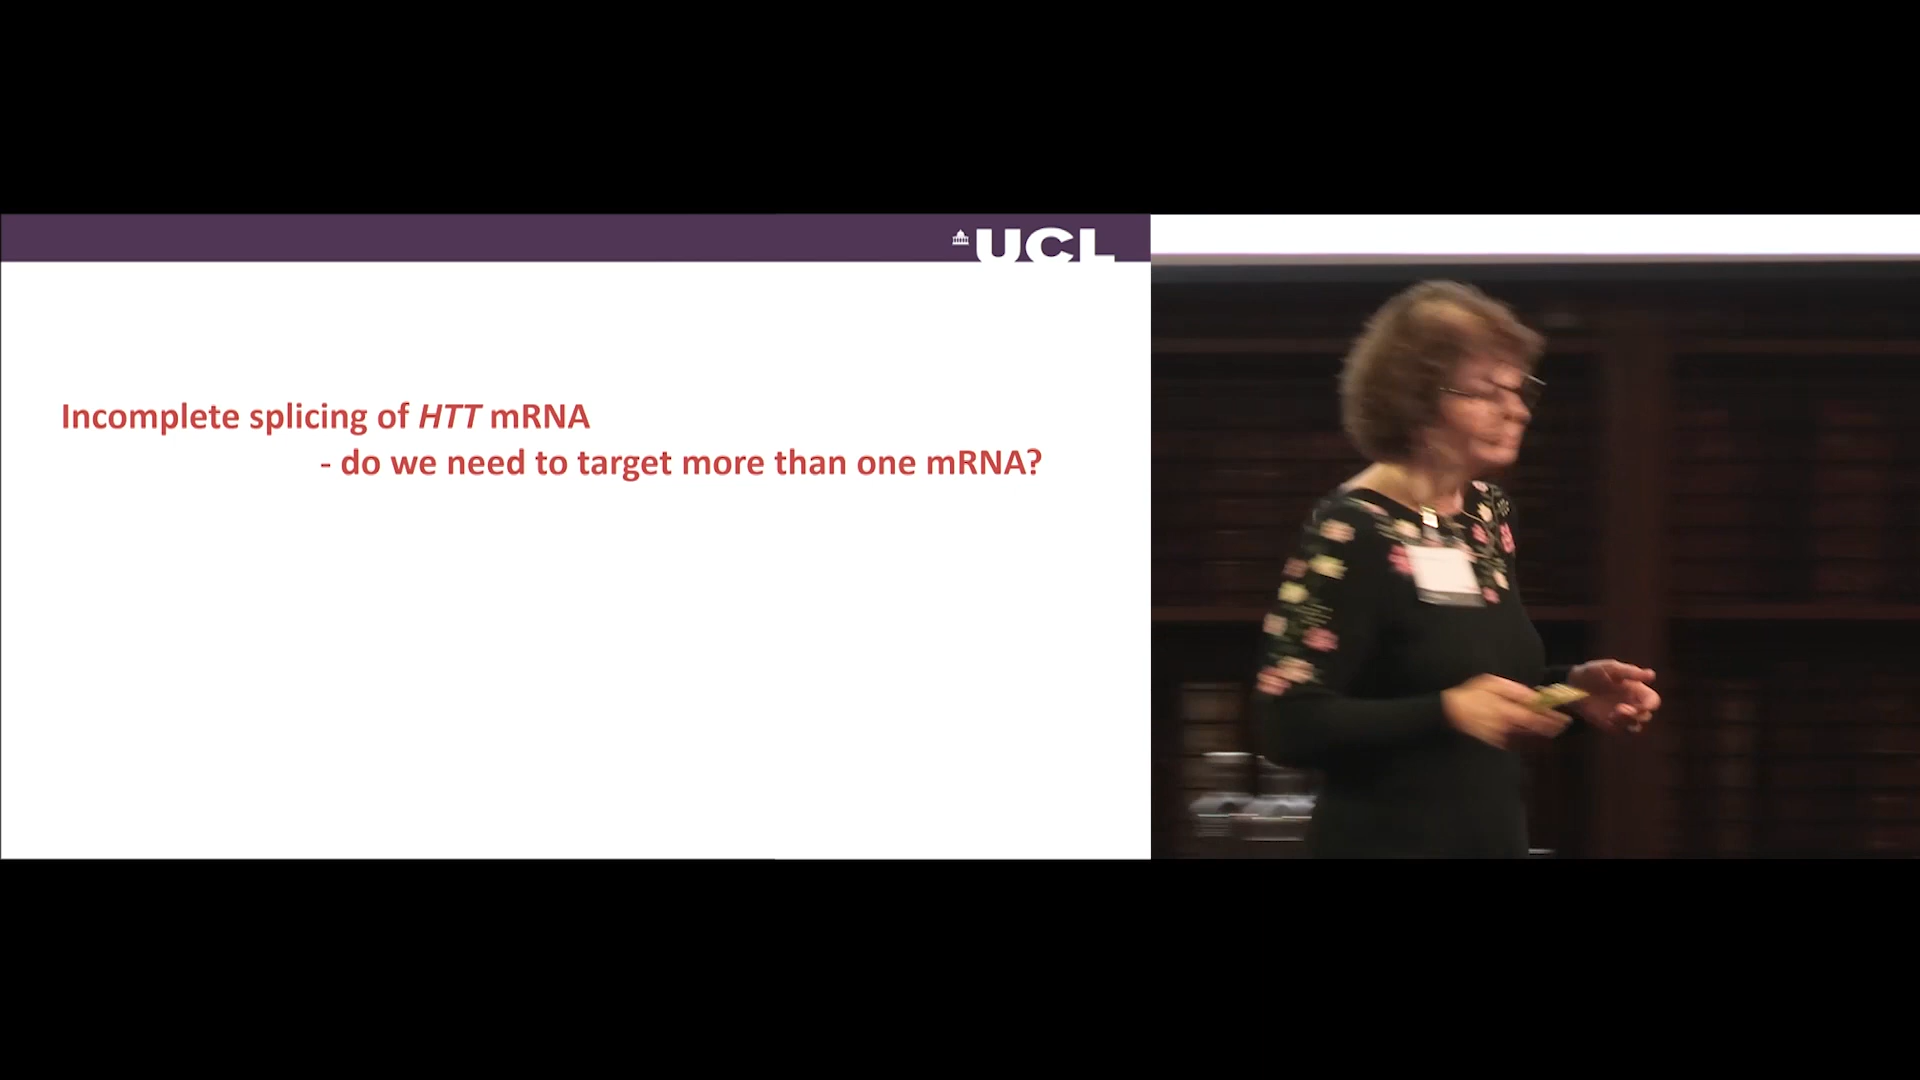 UCL
Incomplete splicing of HTT mRNA
- do we need to target more than one mRNA?